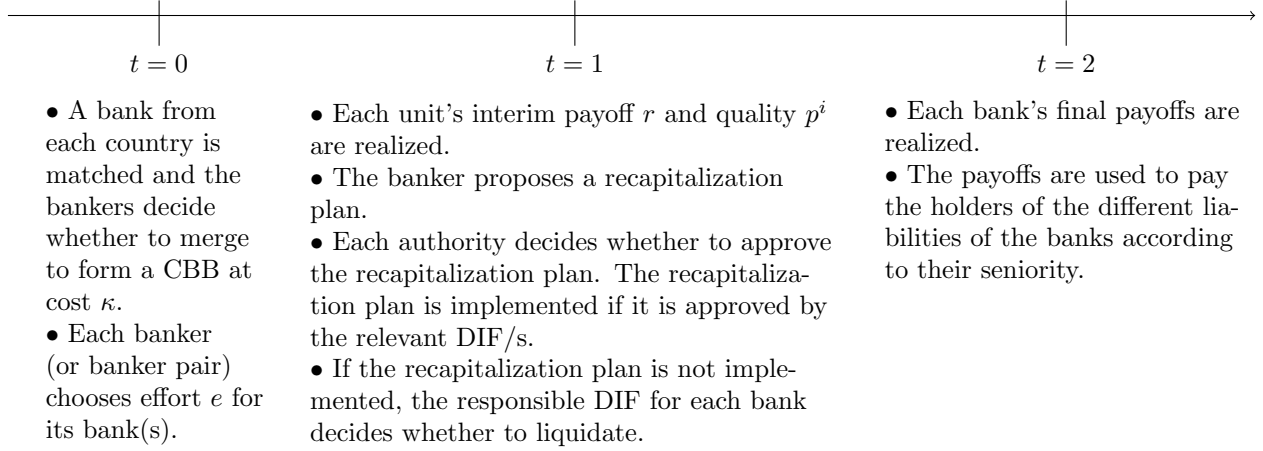 t = 0
t = 1
t = 2
• A bank from
each country is
matched and the
bankers decide
whether to merge
to form a CBB at
cost κ.
• Each banker
(or banker pair)
chooses effort e for
its bank(s).
• Each unit's interim payoff r and quality pⁱ
are realized.
• The banker proposes a recapitalization
plan.
• Each authority decides whether to approve
the recapitalization plan. The recapitaliza-
tion plan is implemented if it is approved by
the relevant DIF/s.
• If the recapitalization plan is not imple-
mented, the responsible DIF for each bank
decides whether to liquidate.
• Each bank's final payoffs are
realized.
• The payoffs are used to pay
the holders of the different lia-
bilities of the banks according
to their seniority.